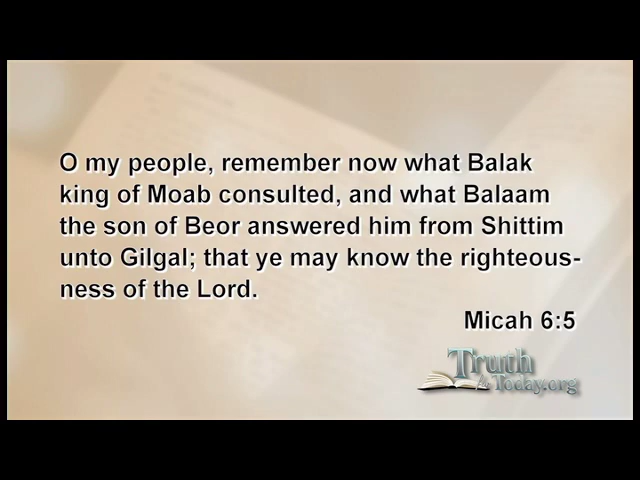 O my people, remember now what Balak
king of Moab consulted, and what Balaam
the son of Beor answered him from Shittim
unto Gilgal; that ye may know the righteous-
ness of the Lord.
Micah 6:5
Truth
for Today.org